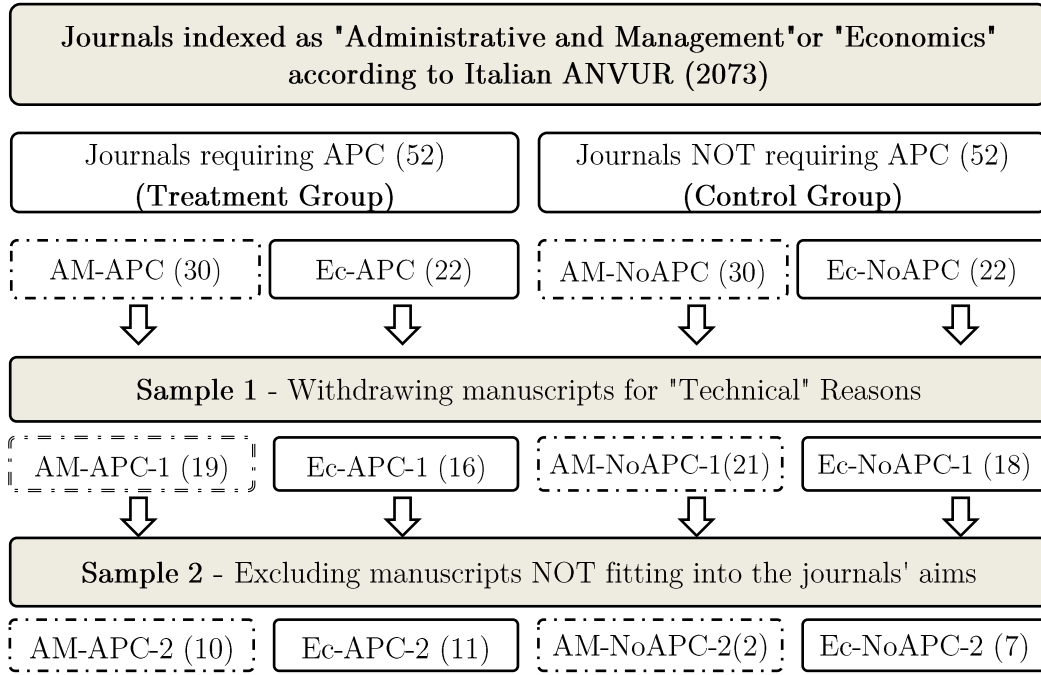 Journals indexed as "Administrative and Management"or "Economics"
according to Italian ANVUR (2073)
Journals requiring APC (52)
(Treatment Group)
Journals NOT requiring APC (52)
(Control Group)
AM-APC (30)
Ec-APC (22)
AM-NoAPC (30)
Ec-NoAPC (22)
Sample 1 - Withdrawing manuscripts for "Technical" Reasons
AM-APC-1 (19)
Ec-APC-1 (16)
AM-NoAPC-1(21)
Ec-NoAPC-1 (18)
Sample 2 - Excluding manuscripts NOT fitting into the journals' aims
AM-APC-2 (10)
Ec-APC-2 (11)
AM-NoAPC-2(2)
Ec-NoAPC-2 (7)